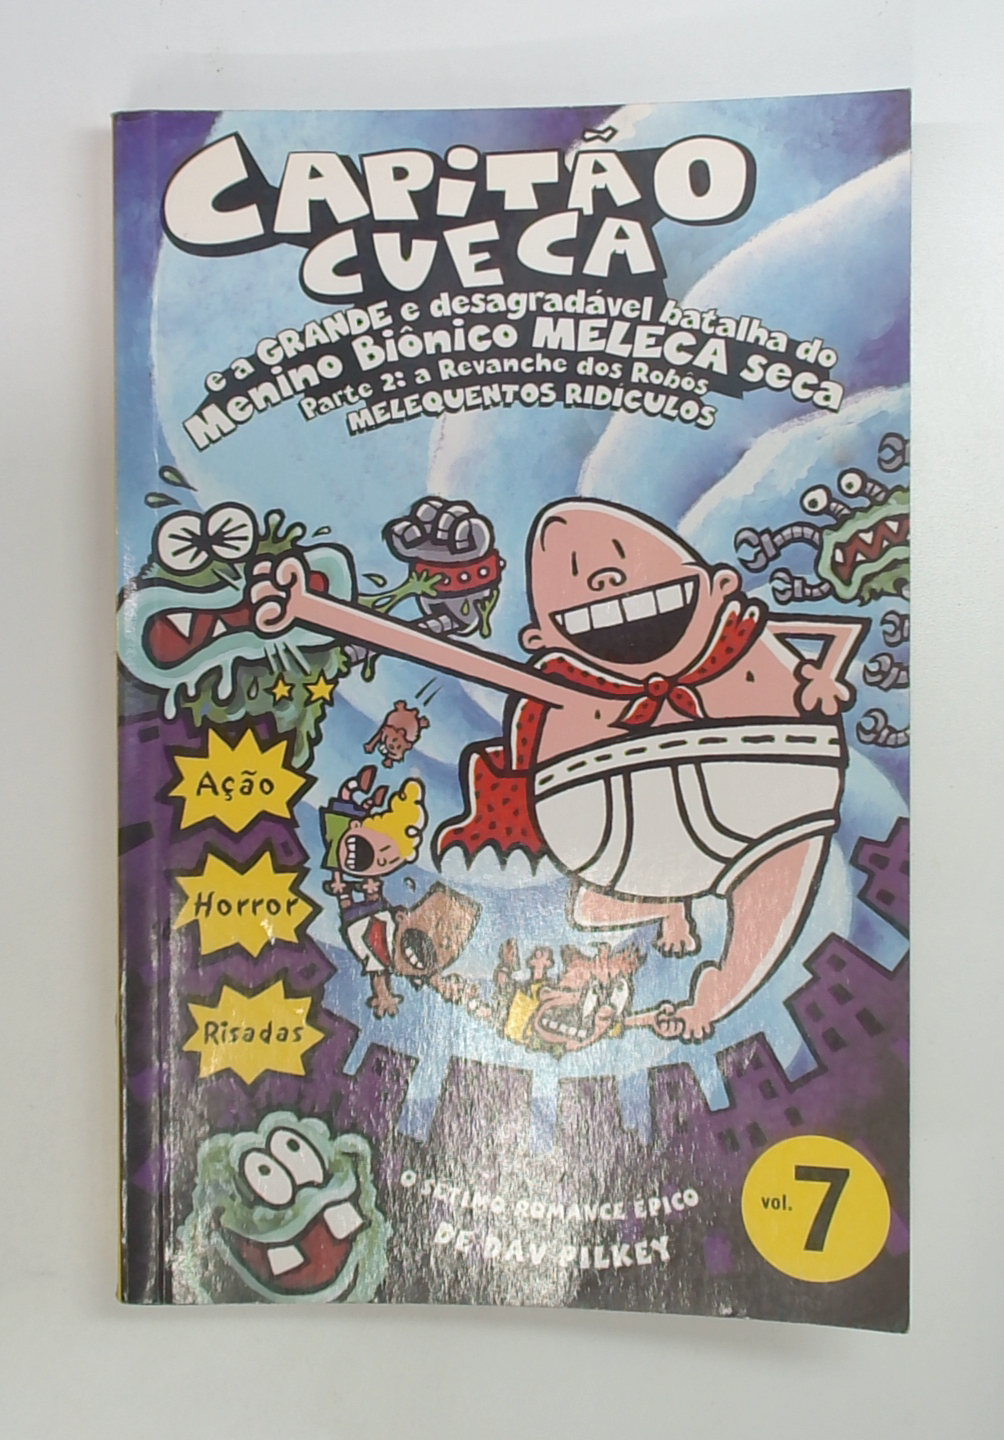 CAPITÃO
CUECA
e a GRANDE e desagradável batalha do
Menino Biônico MELECA seca
Parte 2: a Revanche dos Robôs
MELEQUENTOS RIDÍCULOS
Ação
Horror
Risadas
O SÉTIMO ROMANCE ÉPICO
DE DAV PILKEY
vol. 7